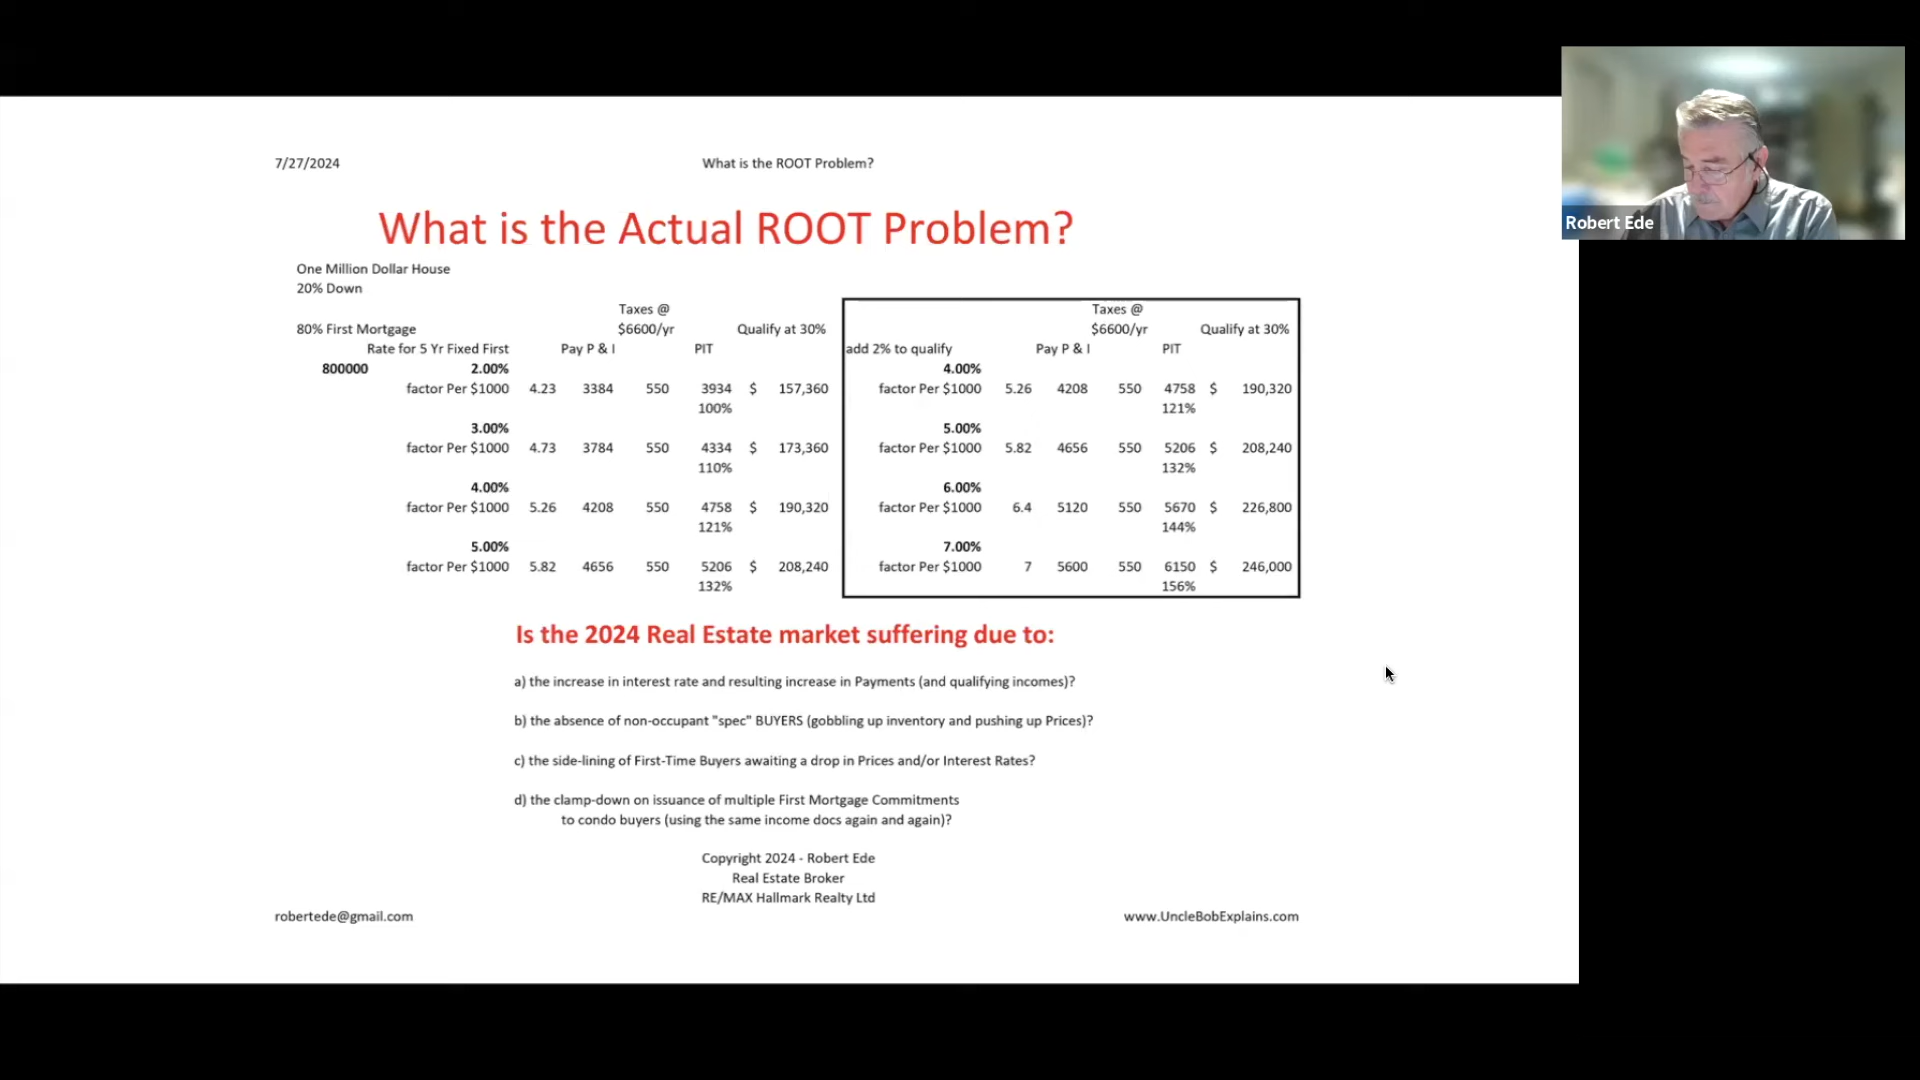 7/27/2024 What is the ROOT Problem?
Robert Ede
What is the Actual ROOT Problem?
One Million Dollar House
20% Down
Taxes @ Taxes @
80% First Mortgage $6600/yr Qualify at 30% $6600/yr Qualify at 30%
Rate for 5 Yr Fixed First Pay P & I PIT add 2% to qualify Pay P & I PIT
800000 2.00% 4.00%
factor Per $1000 4.23 3384 550 3934 $ 157,360 factor Per $1000 5.26 4208 550 4758 $ 190,320
100% 121%
3.00% 5.00%
factor Per $1000 4.73 3784 550 4334 $ 173,360 factor Per $1000 5.82 4656 550 5206 $ 208,240
110% 132%
4.00% 6.00%
factor Per $1000 5.26 4208 550 4758 $ 190,320 factor Per $1000 6.4 5120 550 5670 $ 226,800
121% 144%
5.00% 7.00%
factor Per $1000 5.82 4656 550 5206 $ 208,240 factor Per $1000 7 5600 550 6150 $ 246,000
132% 156%
Is the 2024 Real Estate market suffering due to:
a) the increase in interest rate and resulting increase in Payments (and qualifying incomes)?
b) the absence of non-occupant "spec" BUYERS (gobbling up inventory and pushing up Prices)?
c) the side-lining of First-Time Buyers awaiting a drop in Prices and/or Interest Rates?
d) the clamp-down on issuance of multiple First Mortgage Commitments
to condo buyers (using the same income docs again and again)?
Copyright 2024 - Robert Ede
Real Estate Broker
RE/MAX Hallmark Realty Ltd
robertede@gmail.com www.UncleBobExplains.com